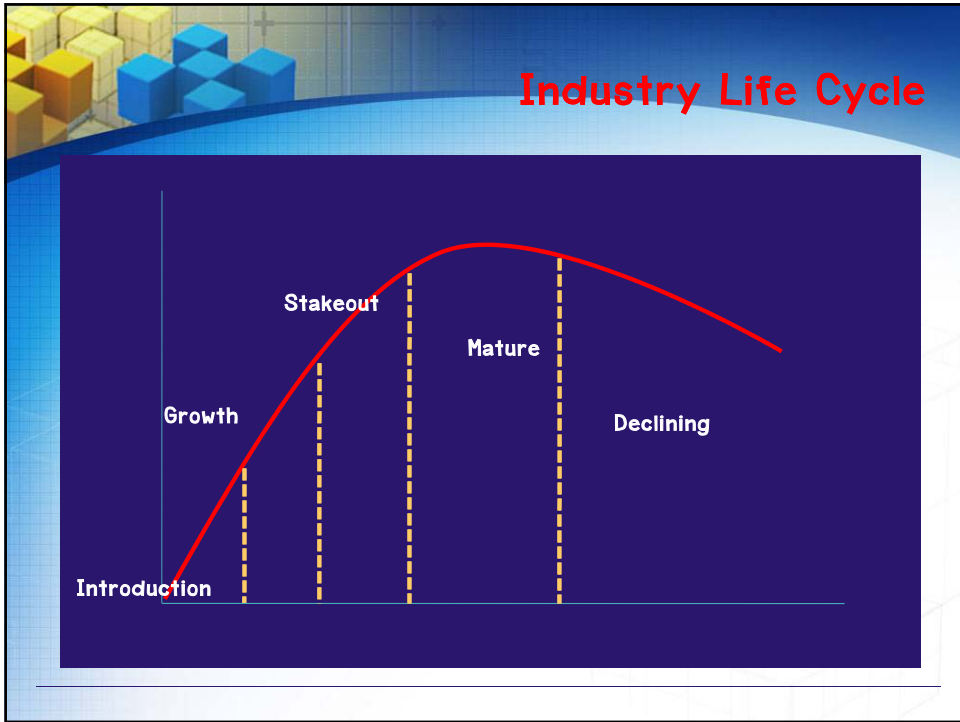 Industry Life Cycle
Stakeout
Mature
Growth
Declining
Introduction